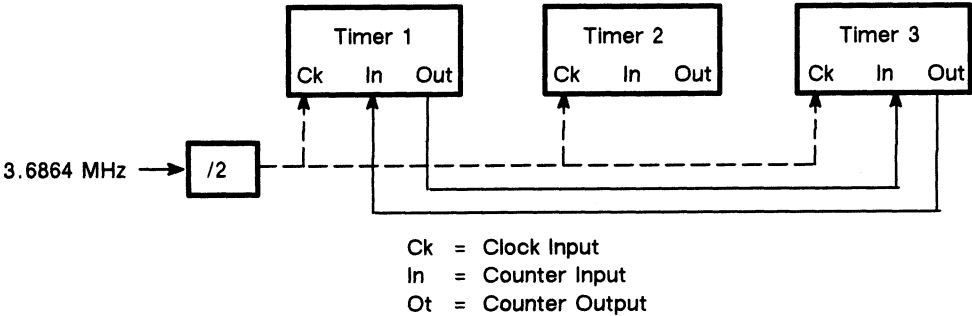 Timer 1
Timer 2
Timer 3
Ck In Out
Ck In Out
Ck In Out
3.6864 MHz
/2
Ck = Clock Input
In = Counter Input
Ot = Counter Output